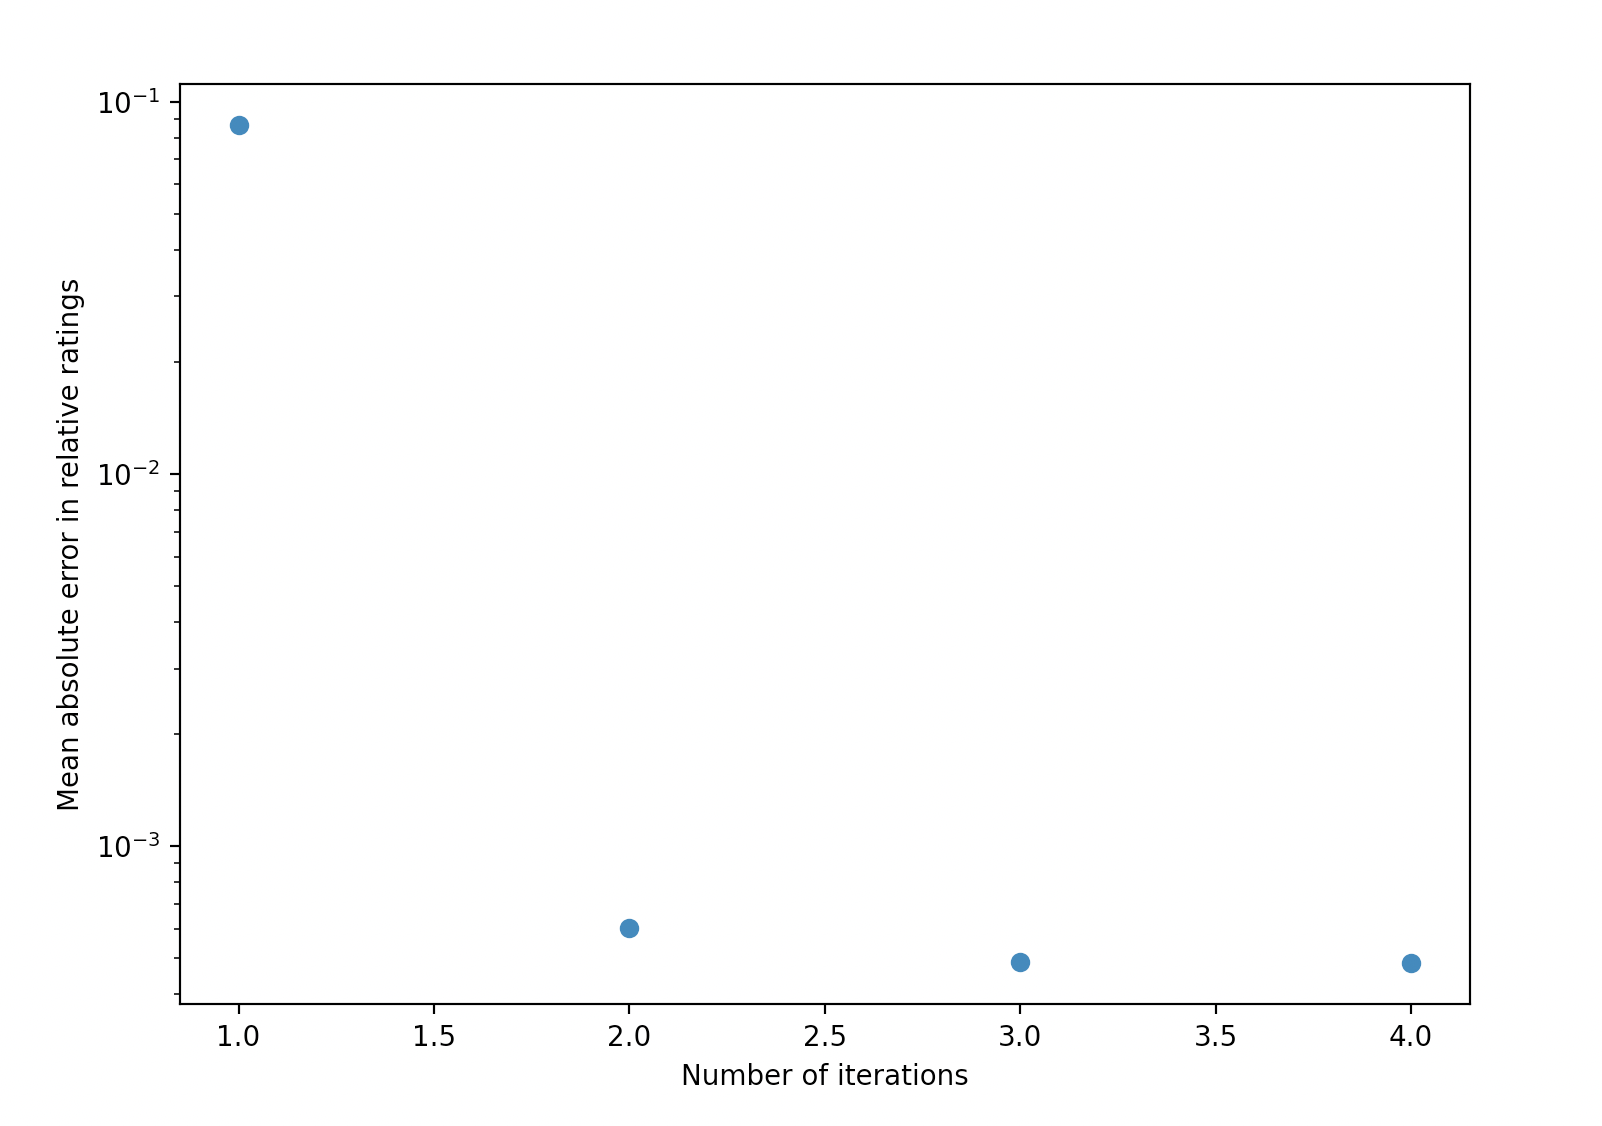 10⁻¹
10⁻²
10⁻³
Mean absolute error in relative ratings
1.0 1.5 2.0 2.5 3.0 3.5 4.0
Number of iterations